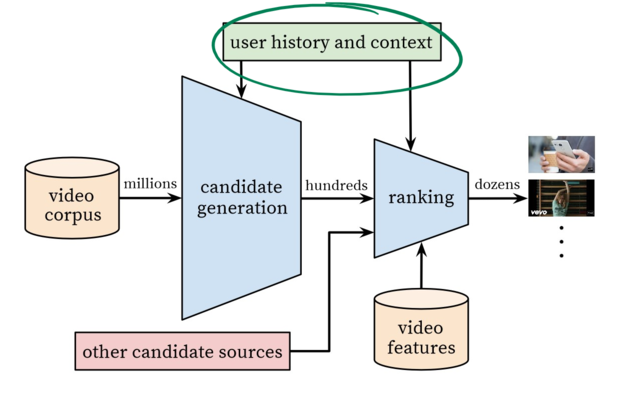 user history and context
video
corpus
millions
candidate
generation
hundreds
ranking
dozens
vevo
other candidate sources
video
features